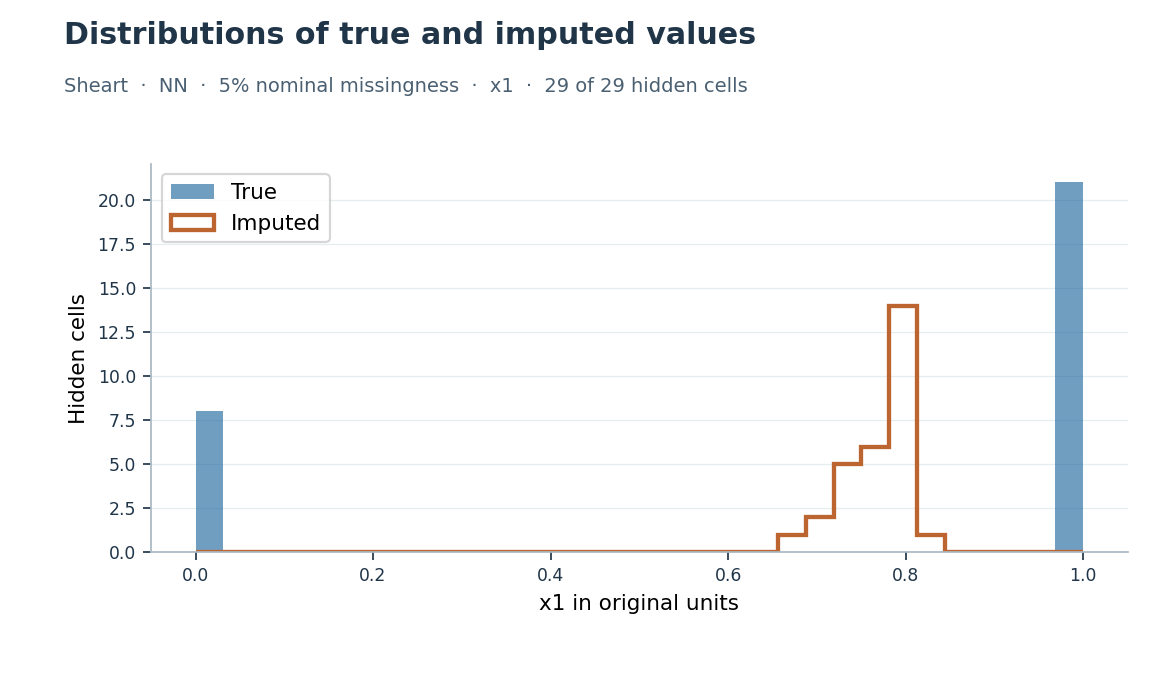 Distributions of true and imputed values
Sheart · NN · 5% nominal missingness · x1 · 29 of 29 hidden cells
True
Imputed
Hidden cells
20.0
17.5
15.0
12.5
10.0
7.5
5.0
2.5
0.0
0.0 0.2 0.4 0.6 0.8 1.0
x1 in original units